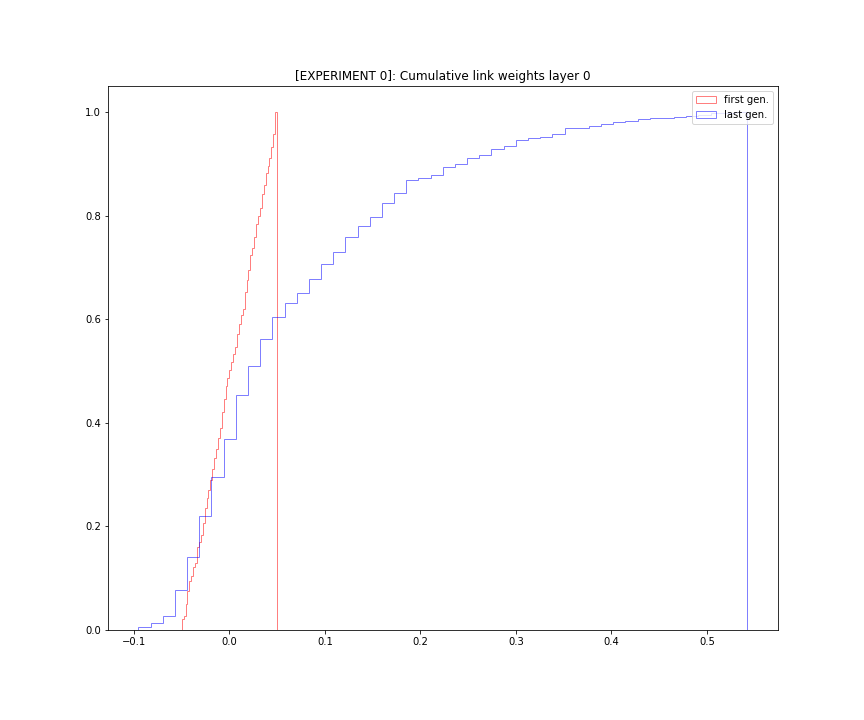 [EXPERIMENT 0]: Cumulative link weights layer 0
first gen.
last gen.
1.0
0.8
0.6
0.4
0.2
0.0
−0.1 0.0 0.1 0.2 0.3 0.4 0.5